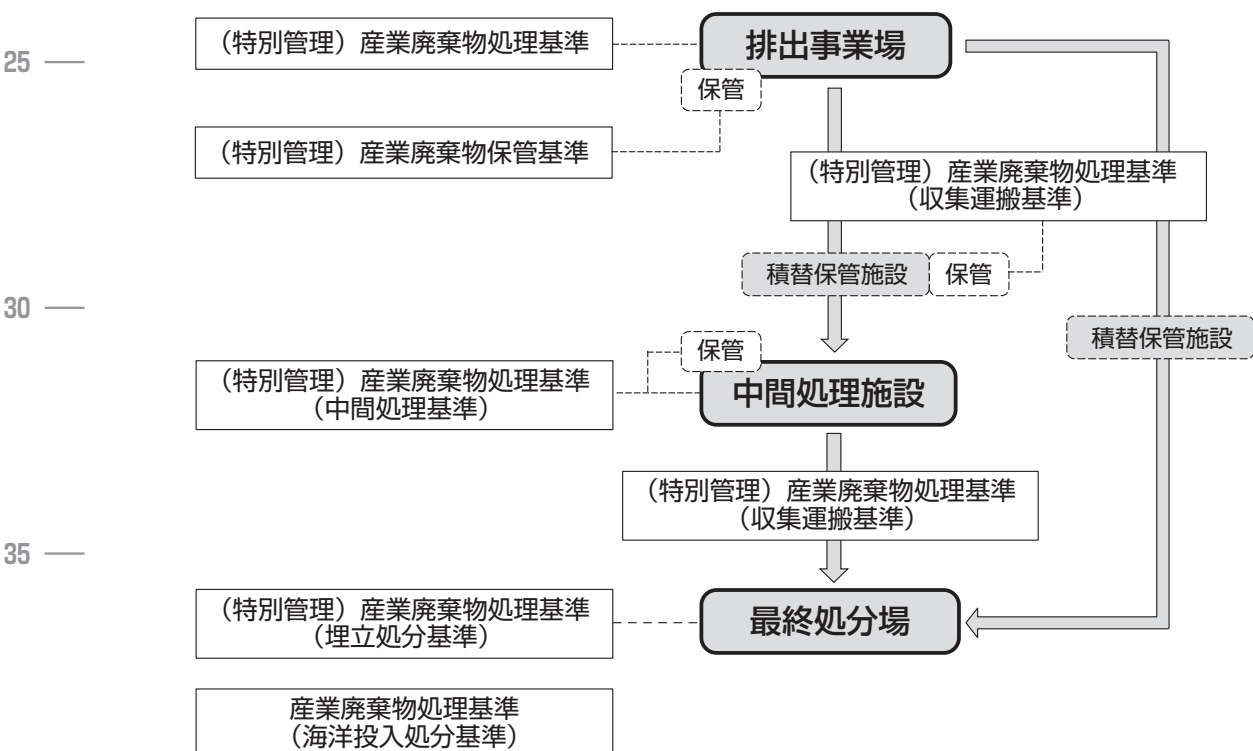 25
（特別管理）産業廃棄物処理基準
排出事業場
保管
（特別管理）産業廃棄物保管基準
（特別管理）産業廃棄物処理基準
（収集運搬基準）
積替保管施設
保管
30
積替保管施設
保管
（特別管理）産業廃棄物処理基準
（中間処理基準）
中間処理施設
（特別管理）産業廃棄物処理基準
（収集運搬基準）
35
（特別管理）産業廃棄物処理基準
（埋立処分基準）
最終処分場
産業廃棄物処理基準
（海洋投入処分基準）